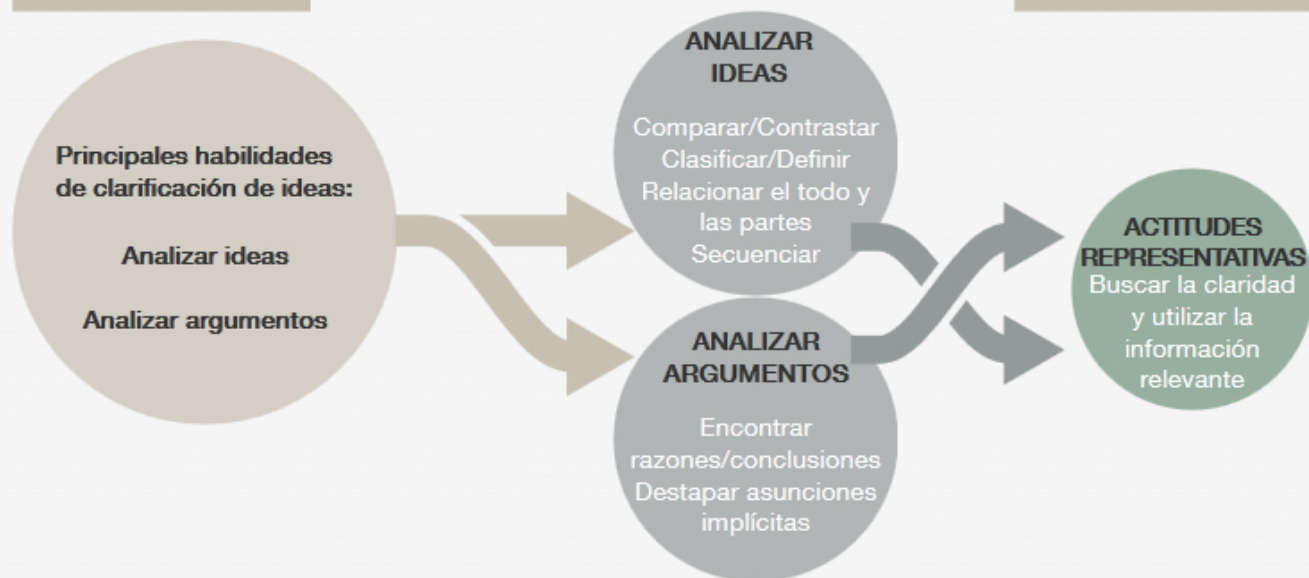 Principales habilidades
de clarificación de ideas:
Analizar ideas
Analizar argumentos
ANALIZAR
IDEAS
Comparar/Contrastar
Clasificar/Definir
Relacionar el todo y
las partes
Secuenciar
ANALIZAR
ARGUMENTOS
Encontrar
razones/conclusiones
Destapar asunciones
implícitas
ACTITUDES
REPRESENTATIVAS
Buscar la claridad
y utilizar la
información
relevante